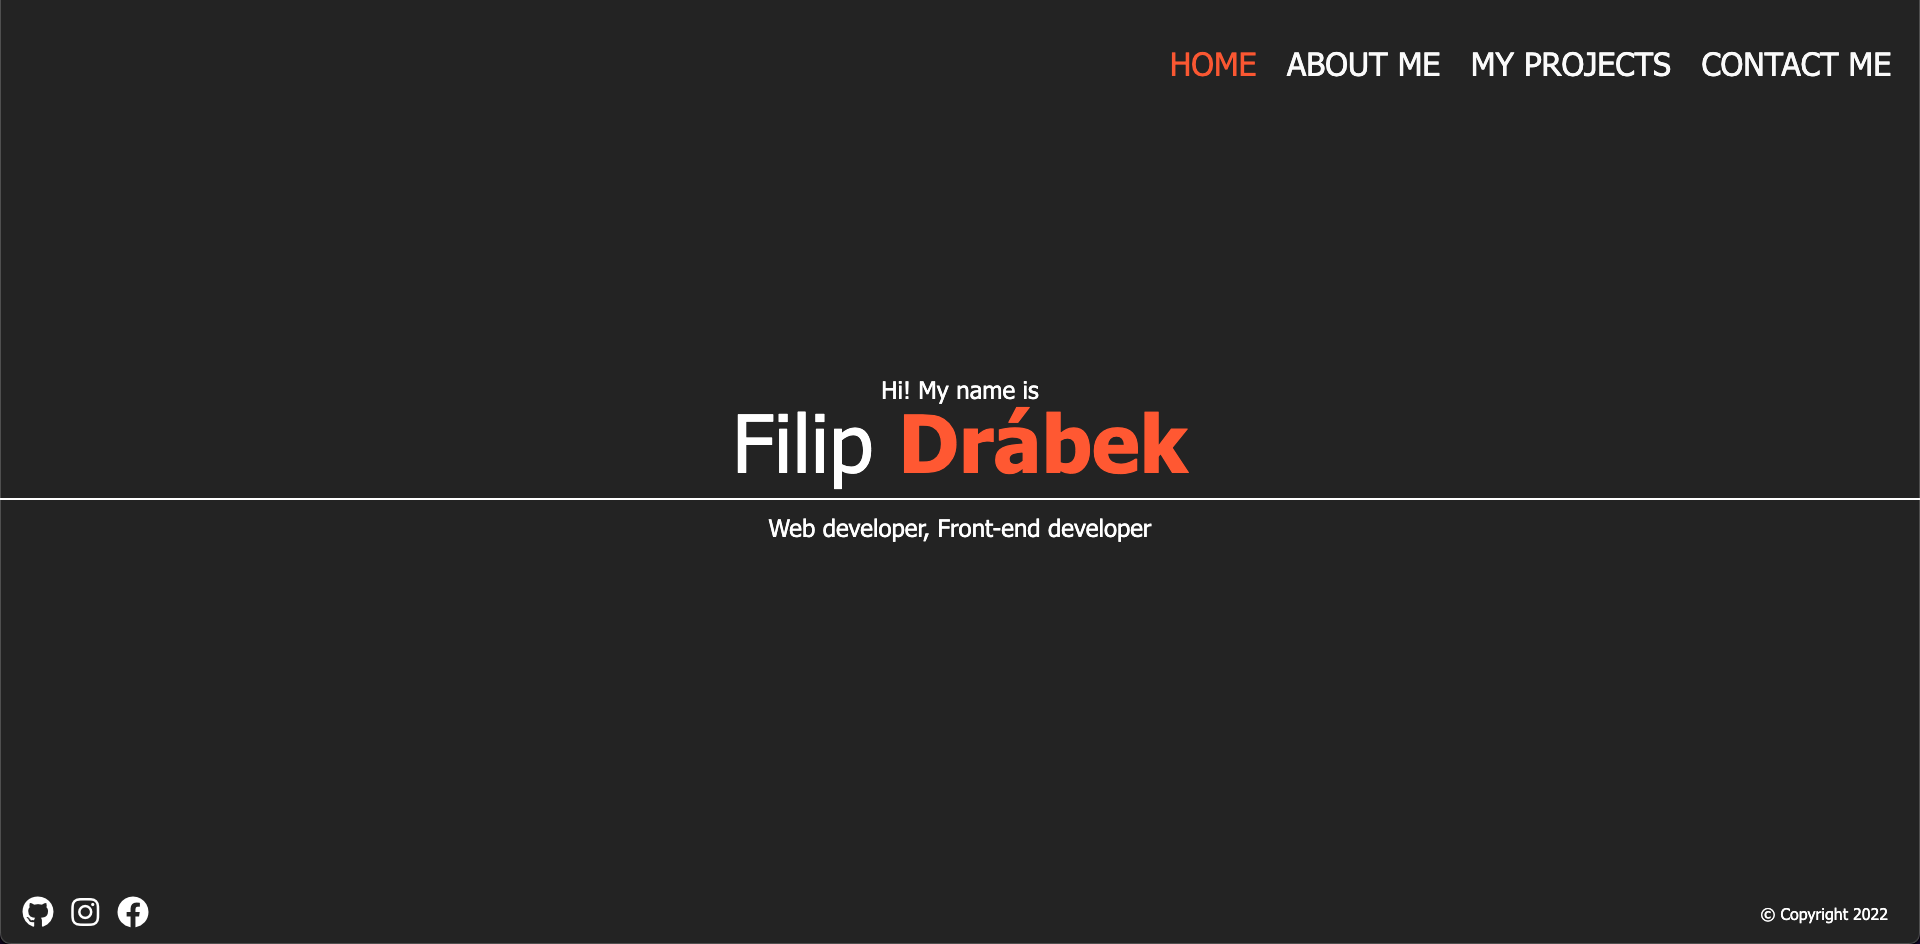 HOME ABOUT ME MY PROJECTS CONTACT ME
Hi! My name is
Filip Drábek
Web developer, Front-end developer
© Copyright 2022